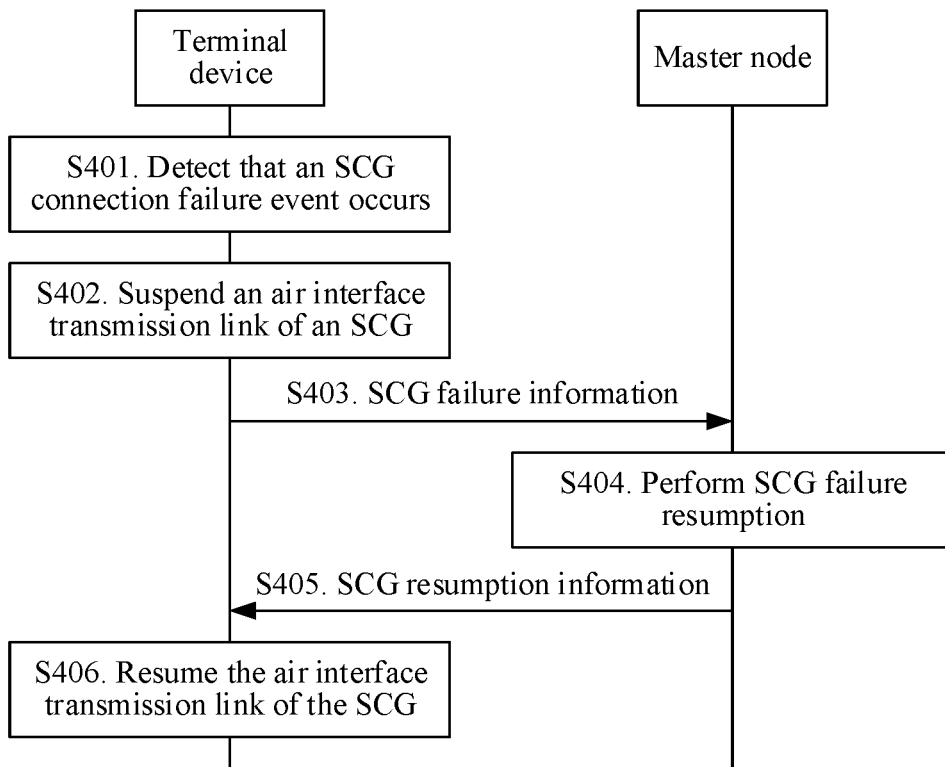 Terminal
device
Master node
S401. Detect that an SCG
connection failure event occurs
S402. Suspend an air interface
transmission link of an SCG
S403. SCG failure information
S404. Perform SCG failure
resumption
S405. SCG resumption information
S406. Resume the air interface
transmission link of the SCG